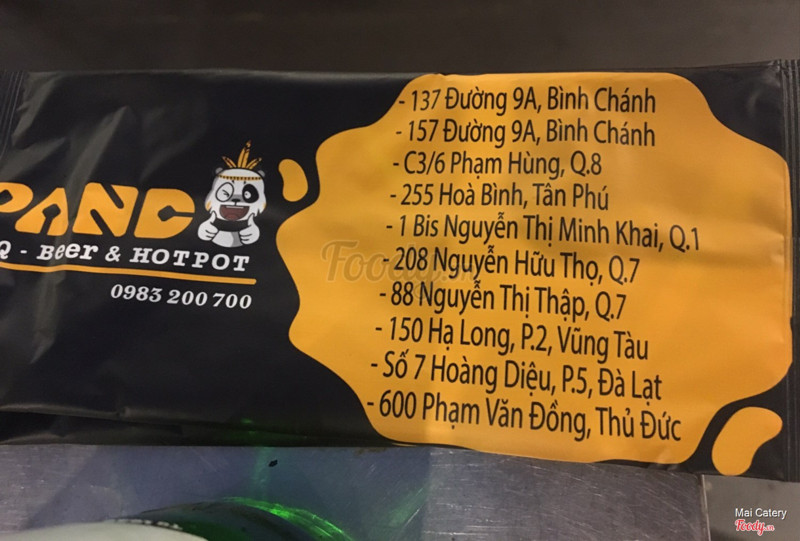 PANDO
Q - Beer & HOTPOT
0983 200 700
- 137 Đường 9A, Bình Chánh
- 157 Đường 9A, Bình Chánh
- C3/6 Phạm Hùng, Q.8
- 255 Hoà Bình, Tân Phú
- 1 Bis Nguyễn Thị Minh Khai, Q.1
- 208 Nguyễn Hữu Thọ, Q.7
- 88 Nguyễn Thị Thập, Q.7
- 150 Hạ Long, P.2, Vũng Tàu
- Số 7 Hoàng Diệu, P.5, Đà Lạt
- 600 Phạm Văn Đồng, Thủ Đức
Foody.vn
Mai Catery
Foody.vn